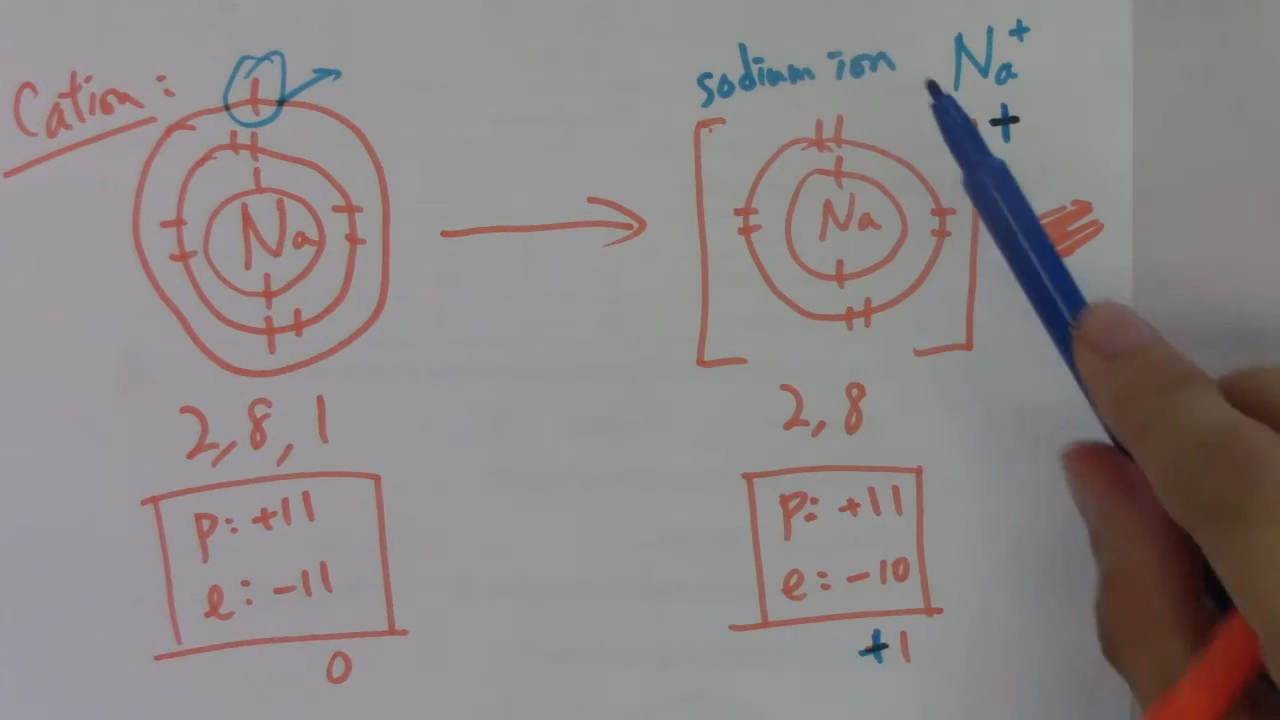 Cation:
sodium ion Na⁺
+
Na
Na
2, 8, 1
2, 8
p: +11
e: -11
0
p: +11
e: -10
+1